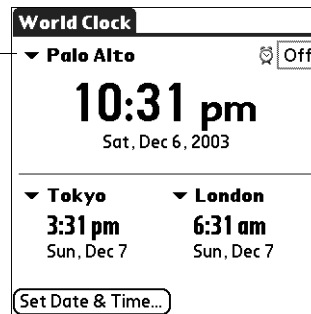 World Clock
Palo Alto
Off
10:31 pm
Sat, Dec 6, 2003
Tokyo London
3:31 pm 6:31 am
Sun, Dec 7 Sun, Dec 7
Set Date & Time...